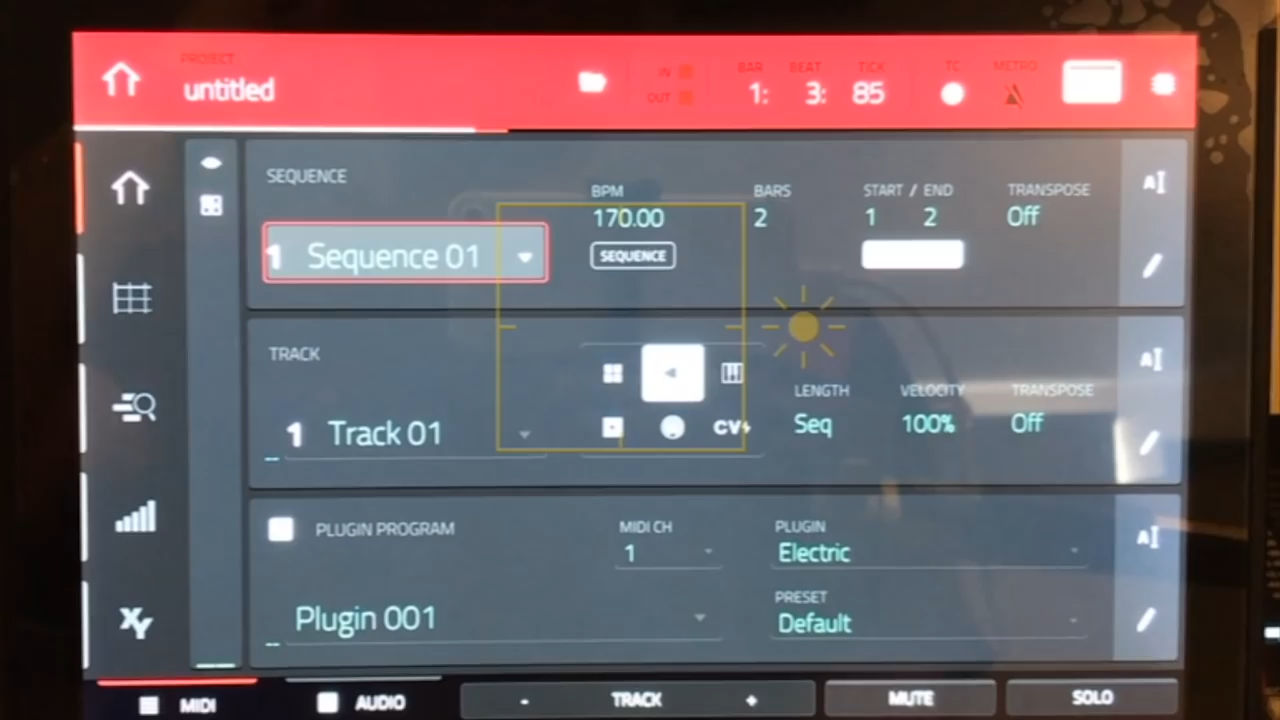 PROJECT
untitled
IN
OUT
BAR BEAT TICK
1: 3: 85
TC
METRO
SEQUENCE
1 Sequence 01
BPM
170.00
SEQUENCE
BARS
2
START / END
1 2
TRANSPOSE
Off
TRACK
1 Track 01
CV
LENGTH
Seq
VELOCITY
100%
TRANSPOSE
Off
PLUGIN PROGRAM
Plugin 001
MIDI CH
1
PLUGIN
Electric
PRESET
Default
A
A
A
XY
MIDI
AUDIO
- TRACK +
MUTE
SOLO